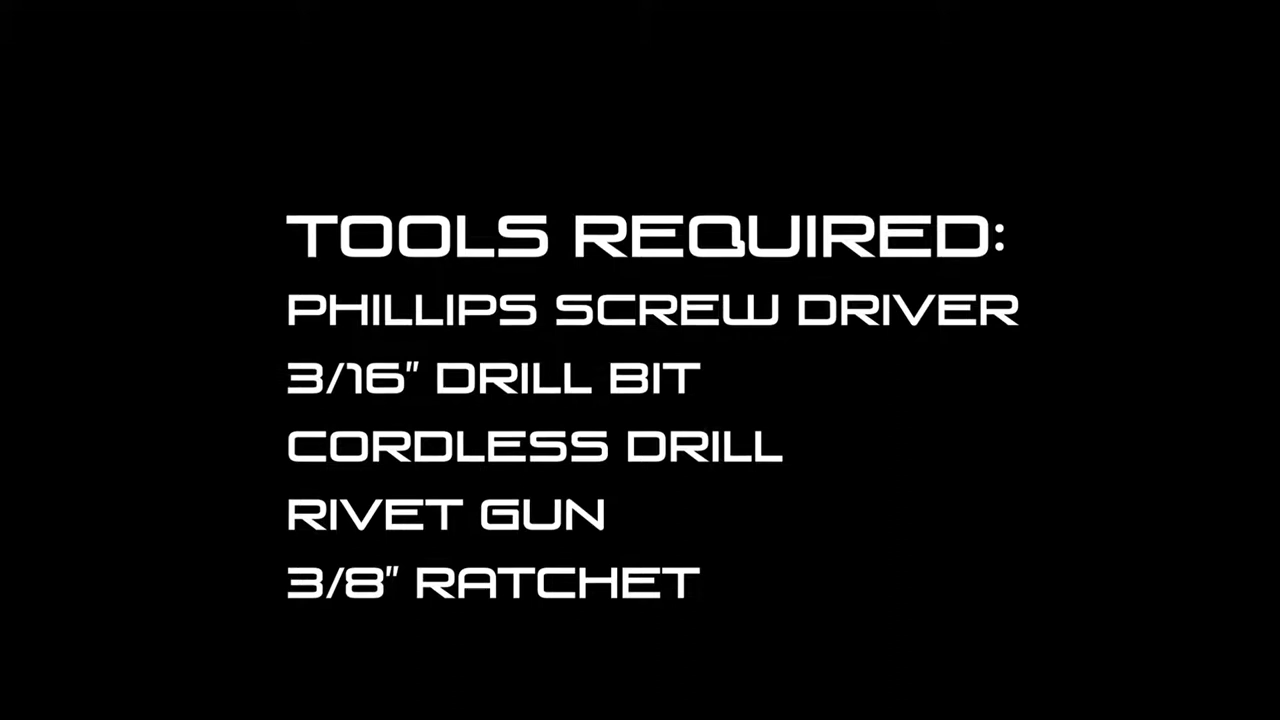 TOOLS REQUIRED:
PHILLIPS SCREW DRIVER
3/16" DRILL BIT
CORDLESS DRILL
RIVET GUN
3/8" RATCHET